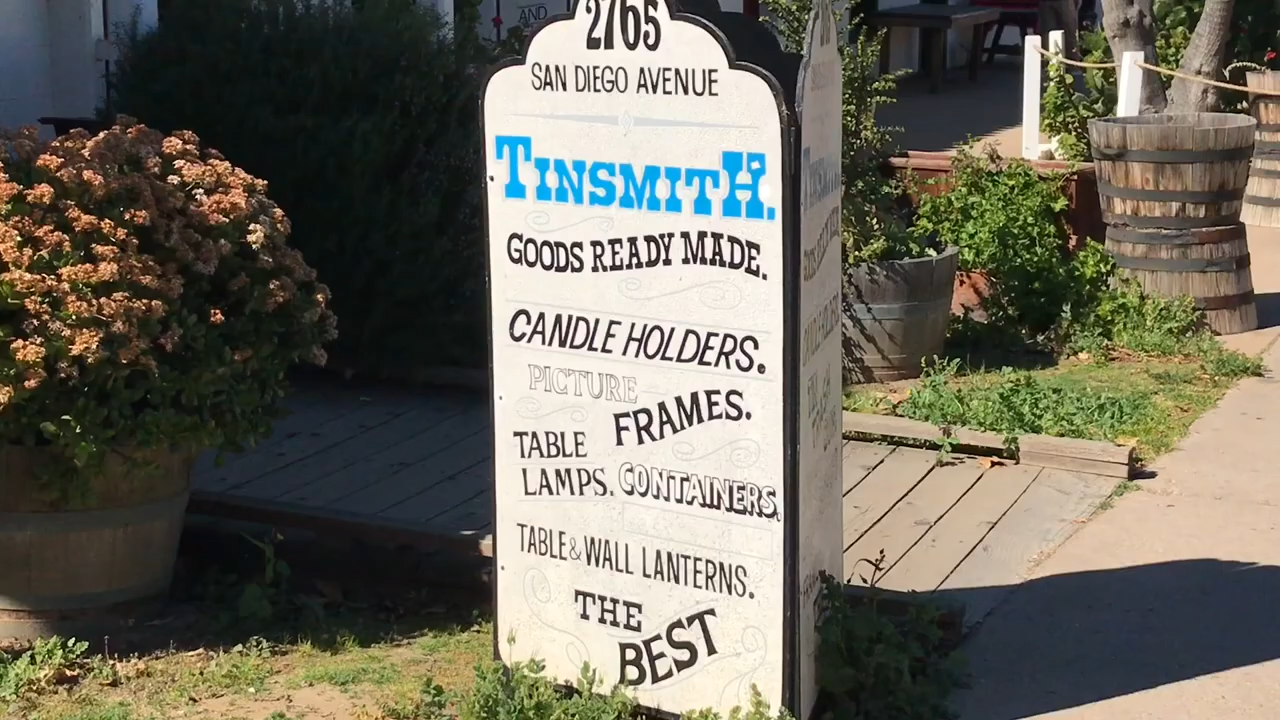 AND
2765
SAN DIEGO AVENUE
TINSMITH.
GOODS READY MADE.
CANDLE HOLDERS.
PICTURE
FRAMES.
TABLE
LAMPS. CONTAINERS.
TABLE & WALL LANTERNS.
THE
BEST